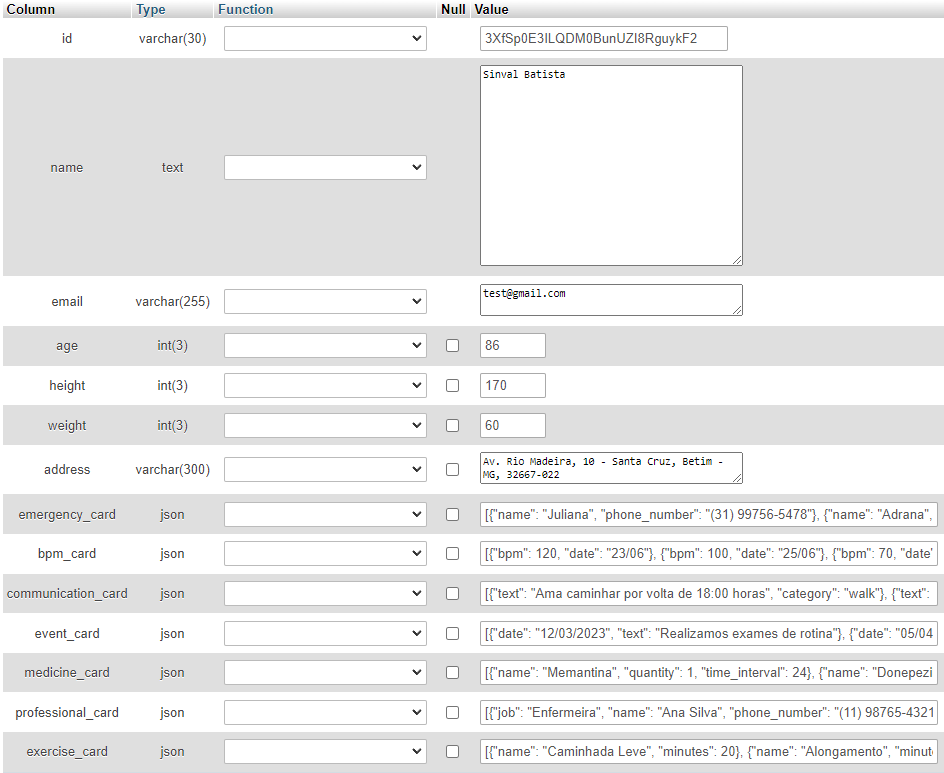 Column Type Function Null Value
id varchar(30) 3XfSp0E3ILQDM0BunUZI8RguykF2
name text Sinval Batista
email varchar(255) test@gmail.com
age int(3) 86
height int(3) 170
weight int(3) 60
address varchar(300) Av. Rio Madeira, 10 - Santa Cruz, Betim -
MG, 32667-022
emergency_card json [{"name": "Juliana", "phone_number": "(31) 99756-5478"}, {"name": "Adrana",
bpm_card json [{"bpm": 120, "date": "23/06"}, {"bpm": 100, "date": "25/06"}, {"bpm": 70, "date"
communication_card json [{"text": "Ama caminhar por volta de 18:00 horas", "category": "walk"}, {"text":
event_card json [{"date": "12/03/2023", "text": "Realizamos exames de rotina"}, {"date": "05/04
medicine_card json [{"name": "Memantina", "quantity": 1, "time_interval": 24}, {"name": "Donepezi
professional_card json [{"job": "Enfermeira", "name": "Ana Silva", "phone_number": "(11) 98765-4321
exercise_card json [{"name": "Caminhada Leve", "minutes": 20}, {"name": "Alongamento", "minut